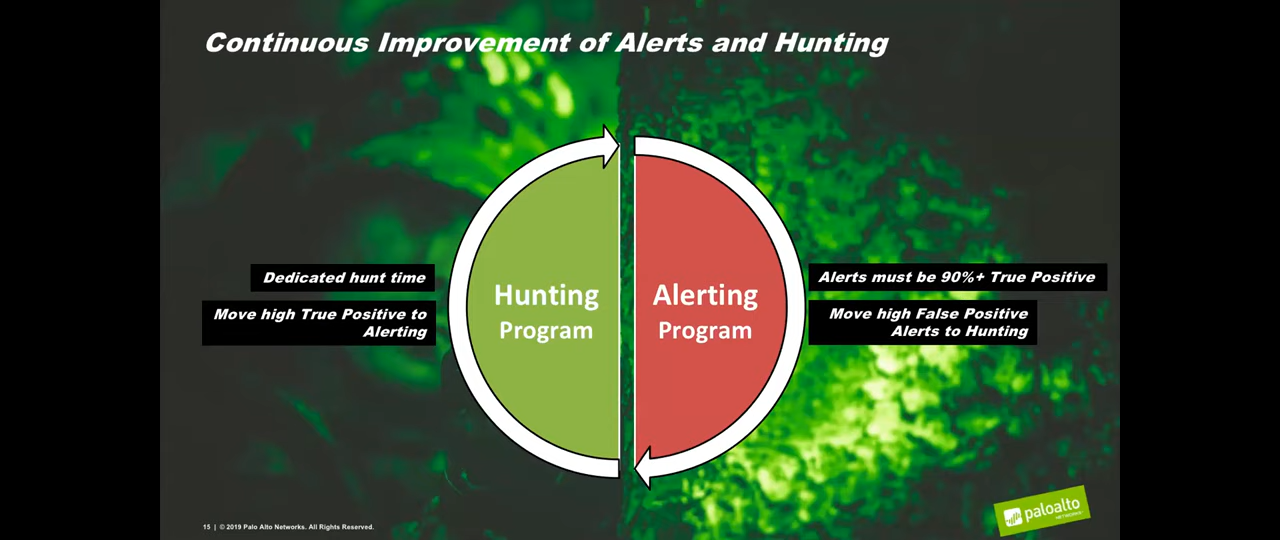 Continuous Improvement of Alerts and Hunting
Dedicated hunt time
Move high True Positive to
Alerting
Hunting
Program
Alerting
Program
Alerts must be 90%+ True Positive
Move high False Positive
Alerts to Hunting
15 | © 2019 Palo Alto Networks. All Rights Reserved.
paloalto
NETWORKS